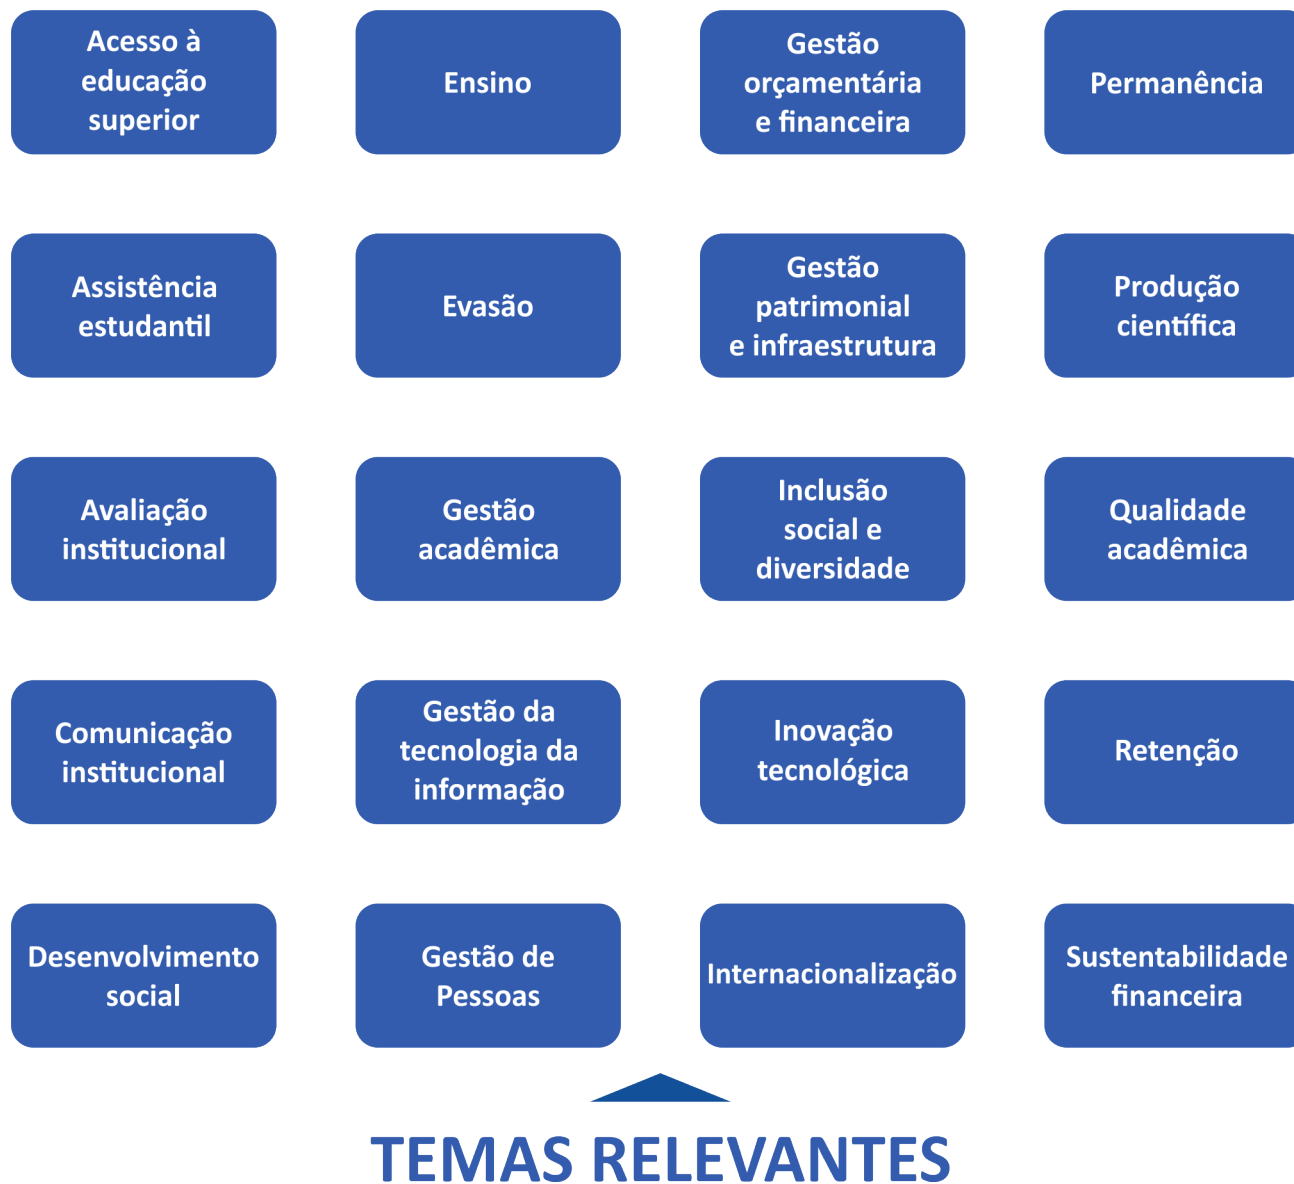 Acesso à
educação
superior
Ensino
Gestão
orçamentária
e financeira
Permanência
Assistência
estudantil
Evasão
Gestão
patrimonial
e infraestrutura
Produção
científica
Avaliação
institucional
Gestão
acadêmica
Inclusão
social e
diversidade
Qualidade
acadêmica
Comunicação
institucional
Gestão da
tecnologia da
informação
Inovação
tecnológica
Retenção
Desenvolvimento
social
Gestão de
Pessoas
Internacionalização
Sustentabilidade
financeira
TEMAS RELEVANTES